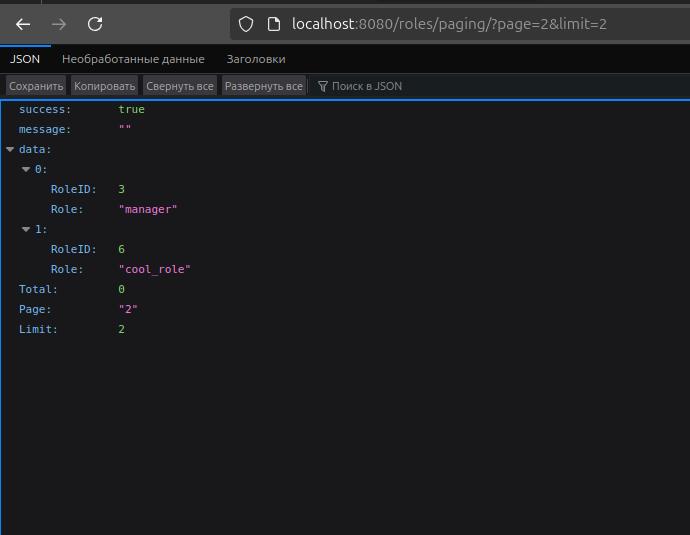 localhost:8080/roles/paging/?page=2&limit=2
JSON Необработанные данные Заголовки
Сохранить Копировать Свернуть все Развернуть все Поиск в JSON
success: true
message: ""
data:
0:
RoleID: 3
Role: "manager"
1:
RoleID: 6
Role: "cool_role"
Total: 0
Page: "2"
Limit: 2